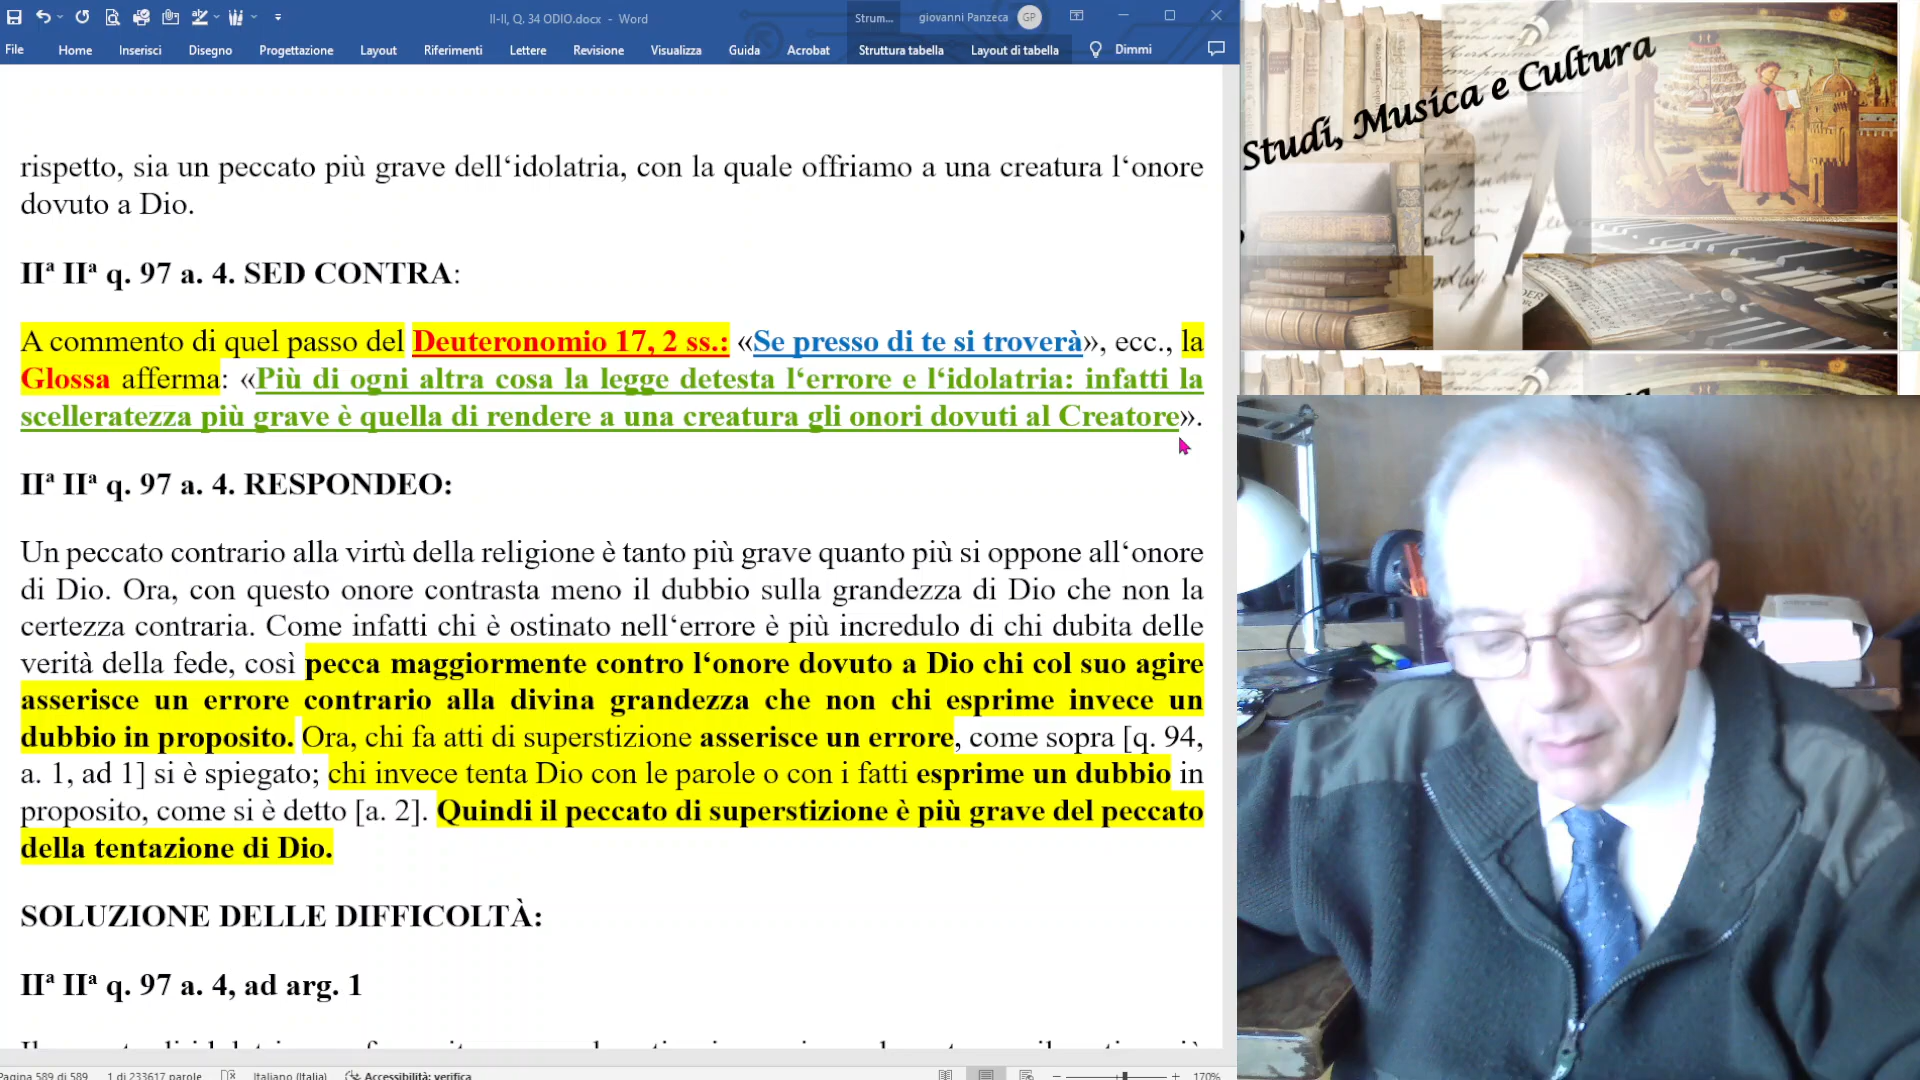 II-II, Q. 34 ODIO.docx - Word
Strum...
giovanni Panzeca
GP
File Home Inserisci Disegno Progettazione Layout Riferimenti Lettere Revisione Visualizza Guida Acrobat Struttura tabella Layout di tabella Dimmi
Studi, Musica e Cultura
rispetto, sia un peccato più grave dell‘idolatria, con la quale offriamo a una creatura l‘onore
dovuto a Dio.
IIª IIª q. 97 a. 4. SED CONTRA:
A commento di quel passo del Deuteronomio 17, 2 ss.: «Se presso di te si troverà», ecc., la
Glossa afferma: «Più di ogni altra cosa la legge detesta l‘errore e l‘idolatria: infatti la
scelleratezza più grave è quella di rendere a una creatura gli onori dovuti al Creatore».
IIª IIª q. 97 a. 4. RESPONDEO:
Un peccato contrario alla virtù della religione è tanto più grave quanto più si oppone all‘onore
di Dio. Ora, con questo onore contrasta meno il dubbio sulla grandezza di Dio che non la
certezza contraria. Come infatti chi è ostinato nell‘errore è più incredulo di chi dubita delle
verità della fede, così pecca maggiormente contro l‘onore dovuto a Dio chi col suo agire
asserisce un errore contrario alla divina grandezza che non chi esprime invece un
dubbio in proposito. Ora, chi fa atti di superstizione asserisce un errore, come sopra [q. 94,
a. 1, ad 1] si è spiegato; chi invece tenta Dio con le parole o con i fatti esprime un dubbio in
proposito, come si è detto [a. 2]. Quindi il peccato di superstizione è più grave del peccato
della tentazione di Dio.
SOLUZIONE DELLE DIFFICOLTÀ:
IIª IIª q. 97 a. 4, ad arg. 1
Pagina 589 di 589 1 di 233617 parole Italiano (Italia) Accessibilità: verifica 170%